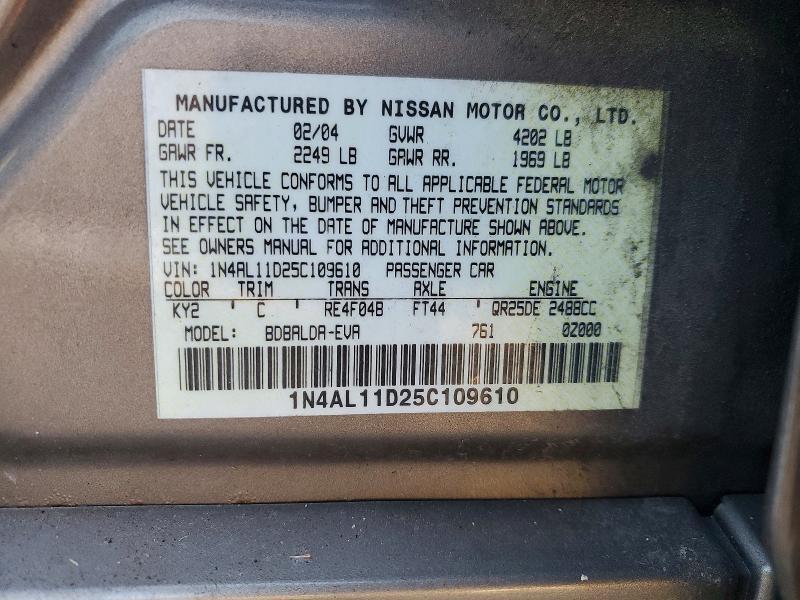 MANUFACTURED BY NISSAN MOTOR CO., LTD.
DATE 02/04 GVWR 4202 LB
GAWR FR. 2249 LB GAWR RR. 1969 LB
THIS VEHICLE CONFORMS TO ALL APPLICABLE FEDERAL MOTOR
VEHICLE SAFETY, BUMPER AND THEFT PREVENTION STANDARDS
IN EFFECT ON THE DATE OF MANUFACTURE SHOWN ABOVE.
SEE OWNERS MANUAL FOR ADDITIONAL INFORMATION.
VIN: 1N4AL11D25C109610 PASSENGER CAR
COLOR TRIM TRANS AXLE ENGINE
KY2 C RE4F04B FT44 QR25DE 2488CC
MODEL: BDBALDA-EVA 761 0Z000
1N4AL11D25C109610